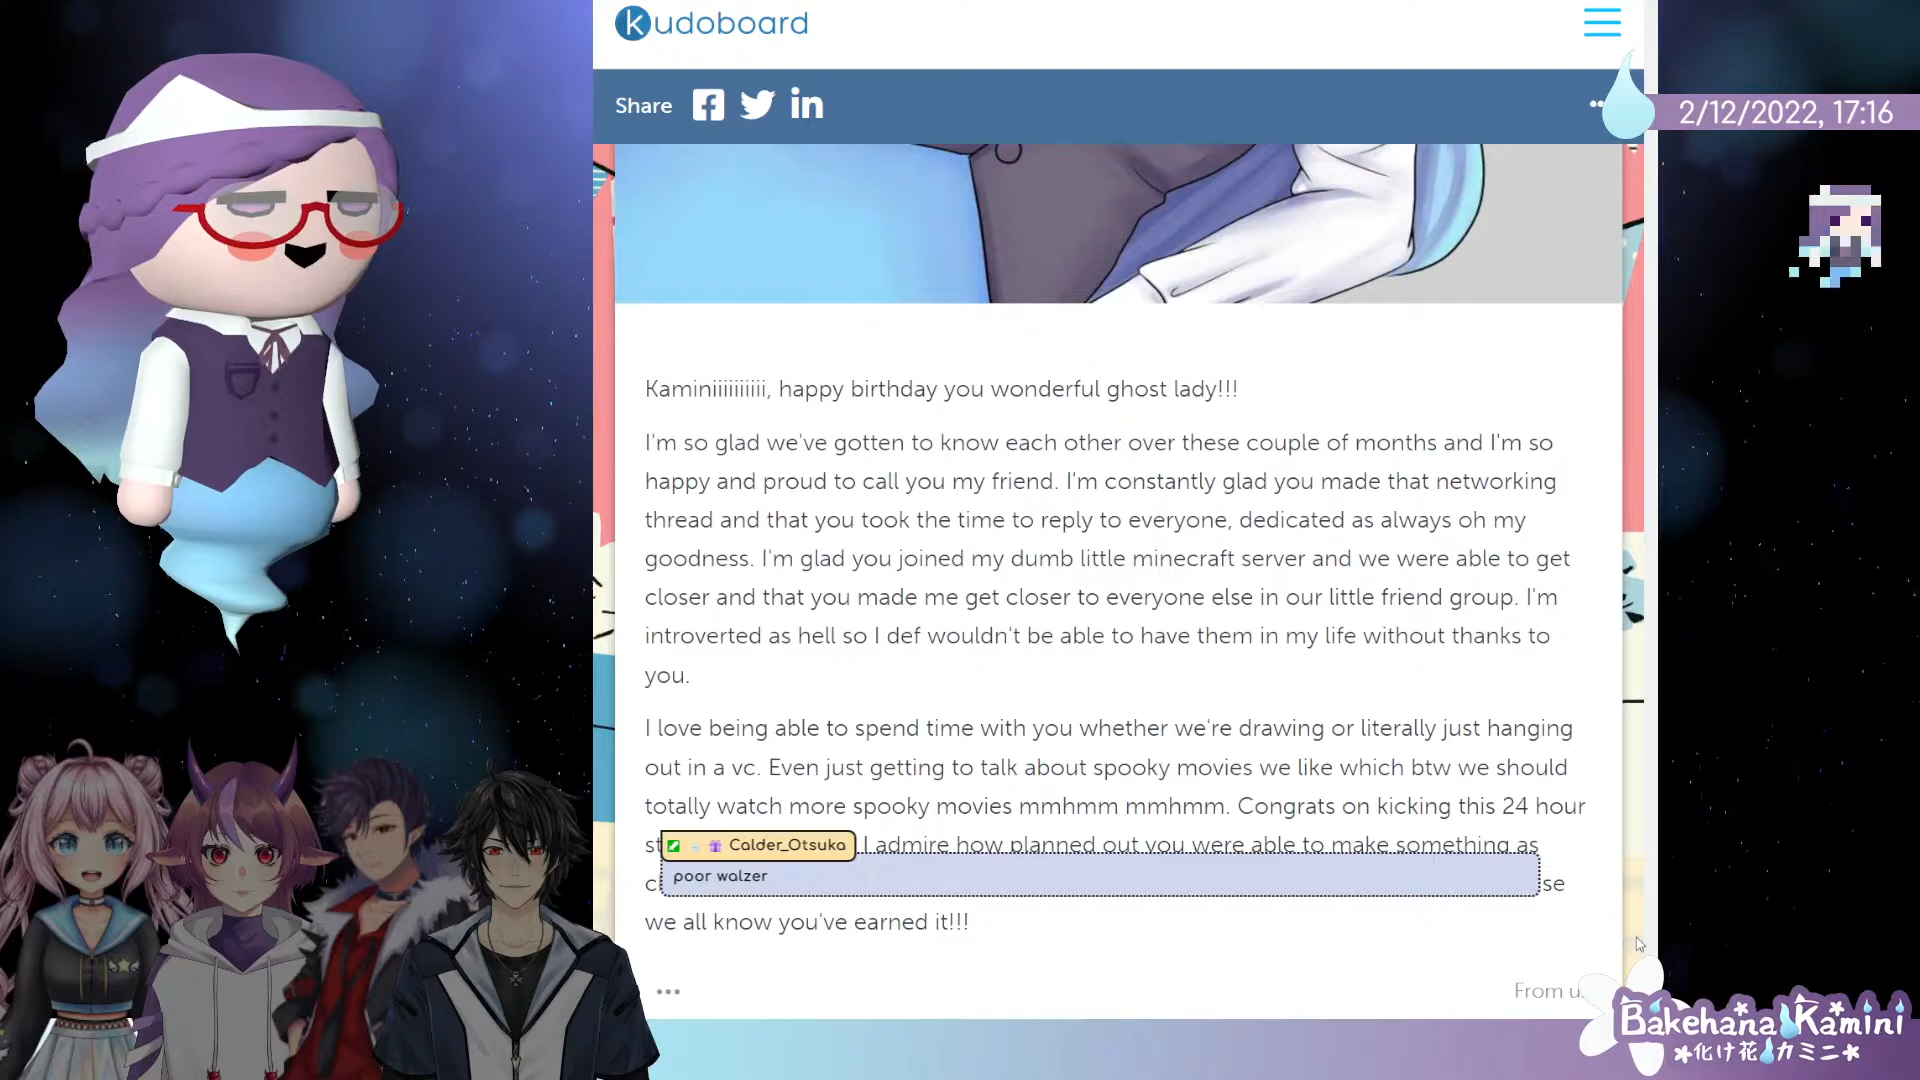 kudoboard
Share
2/12/2022, 17:16
Kaminiiiiiiiiii, happy birthday you wonderful ghost lady!!!
I'm so glad we've gotten to know each other over these couple of months and I'm so
happy and proud to call you my friend. I'm constantly glad you made that networking
thread and that you took the time to reply to everyone, dedicated as always oh my
goodness. I'm glad you joined my dumb little minecraft server and we were able to get
closer and that you made me get closer to everyone else in our little friend group. I'm
introverted as hell so I def wouldn't be able to have them in my life without thanks to
you.
I love being able to spend time with you whether we're drawing or literally just hanging
out in a vc. Even just getting to talk about spooky movies we like which btw we should
totally watch more spooky movies mmhmm mmhmm. Congrats on kicking this 24 hour
I admire how planned out you were able to make something as
Calder_Otsuka
poor walzer
we all know you've earned it!!!
From
Bakehana Kamini
化け花カミニ